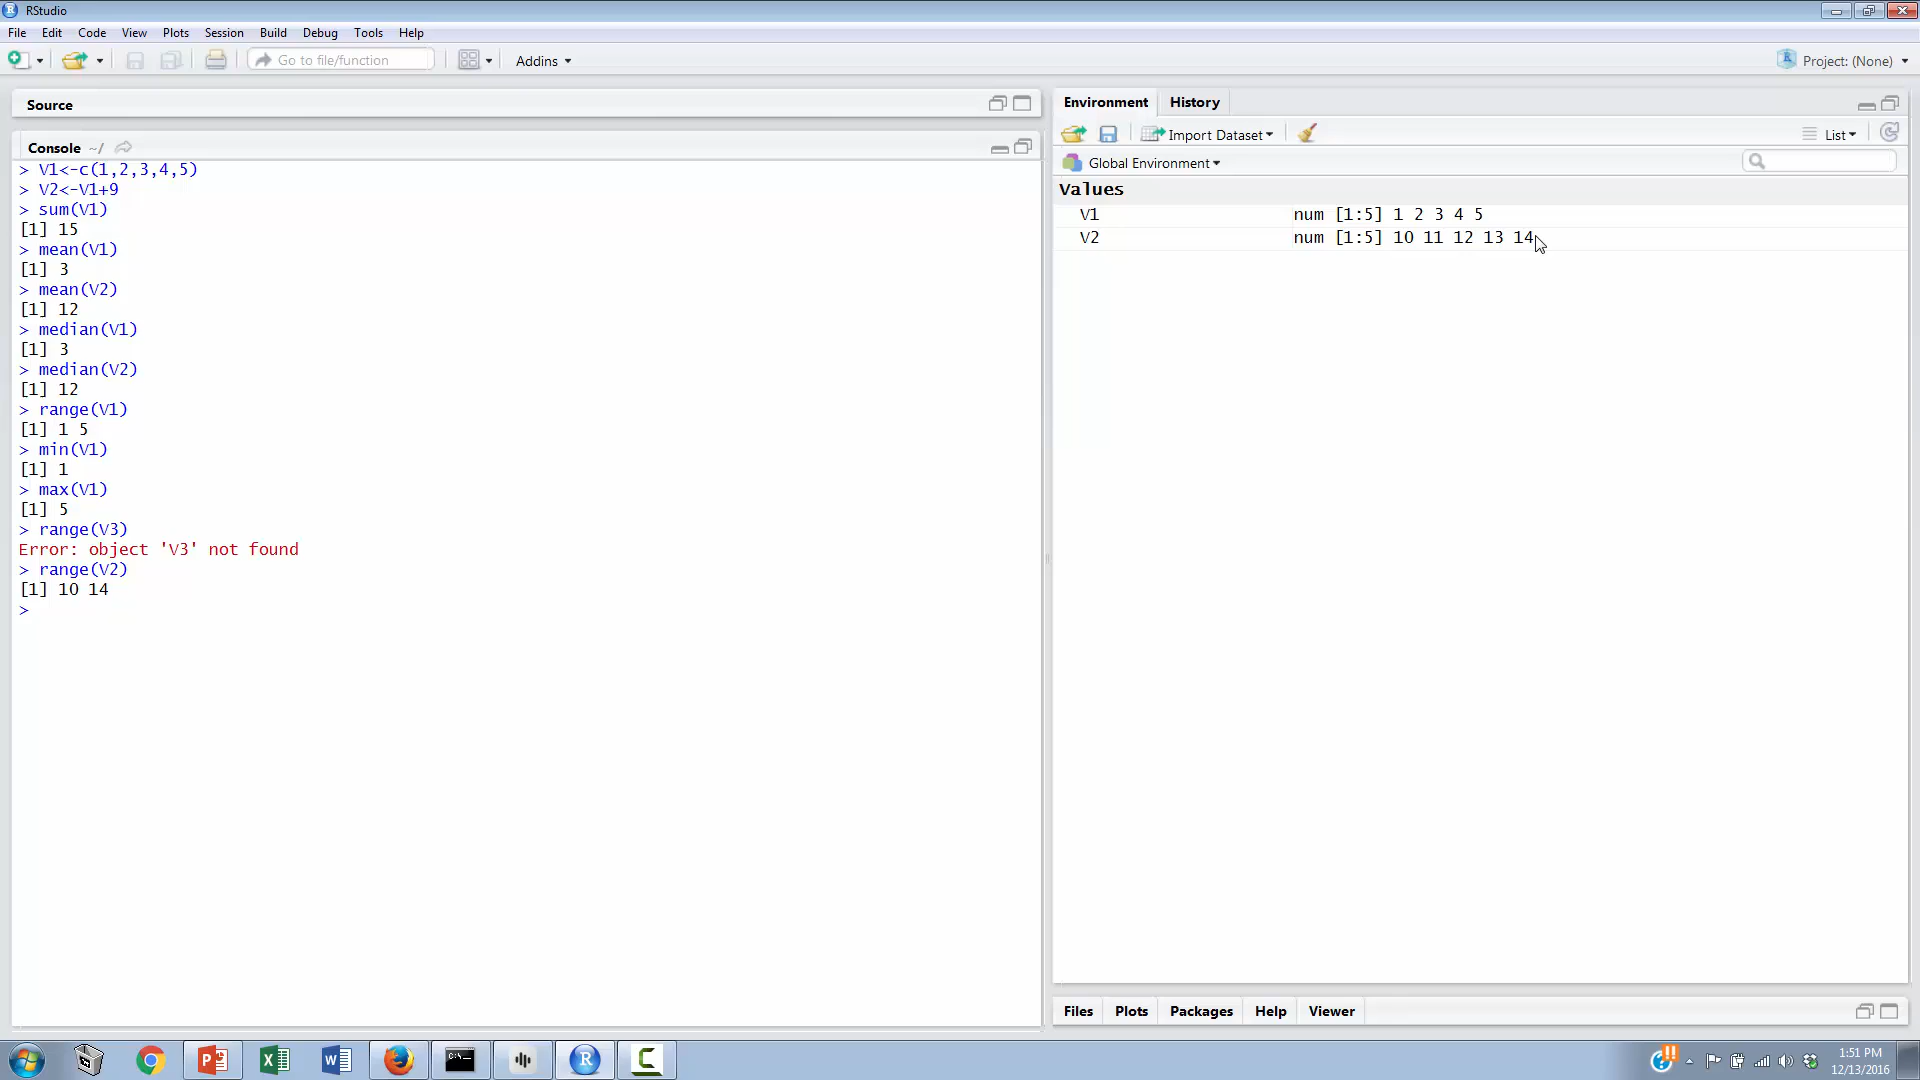 RStudio
File Edit Code View Plots Session Build Debug Tools Help
Go to file/function Addins Project: (None)
Source
Console ~/
> V1<-c(1,2,3,4,5)
> V2<-V1+9
> sum(V1)
[1] 15
> mean(V1)
[1] 3
> mean(V2)
[1] 12
> median(V1)
[1] 3
> median(V2)
[1] 12
> range(V1)
[1] 1 5
> min(V1)
[1] 1
> max(V1)
[1] 5
> range(V3)
Error: object 'V3' not found
> range(V2)
[1] 10 14
>
Environment History
Import Dataset List
Global Environment
Values
V1 num [1:5] 1 2 3 4 5
V2 num [1:5] 10 11 12 13 14
Files Plots Packages Help Viewer
1:51 PM
12/13/2016